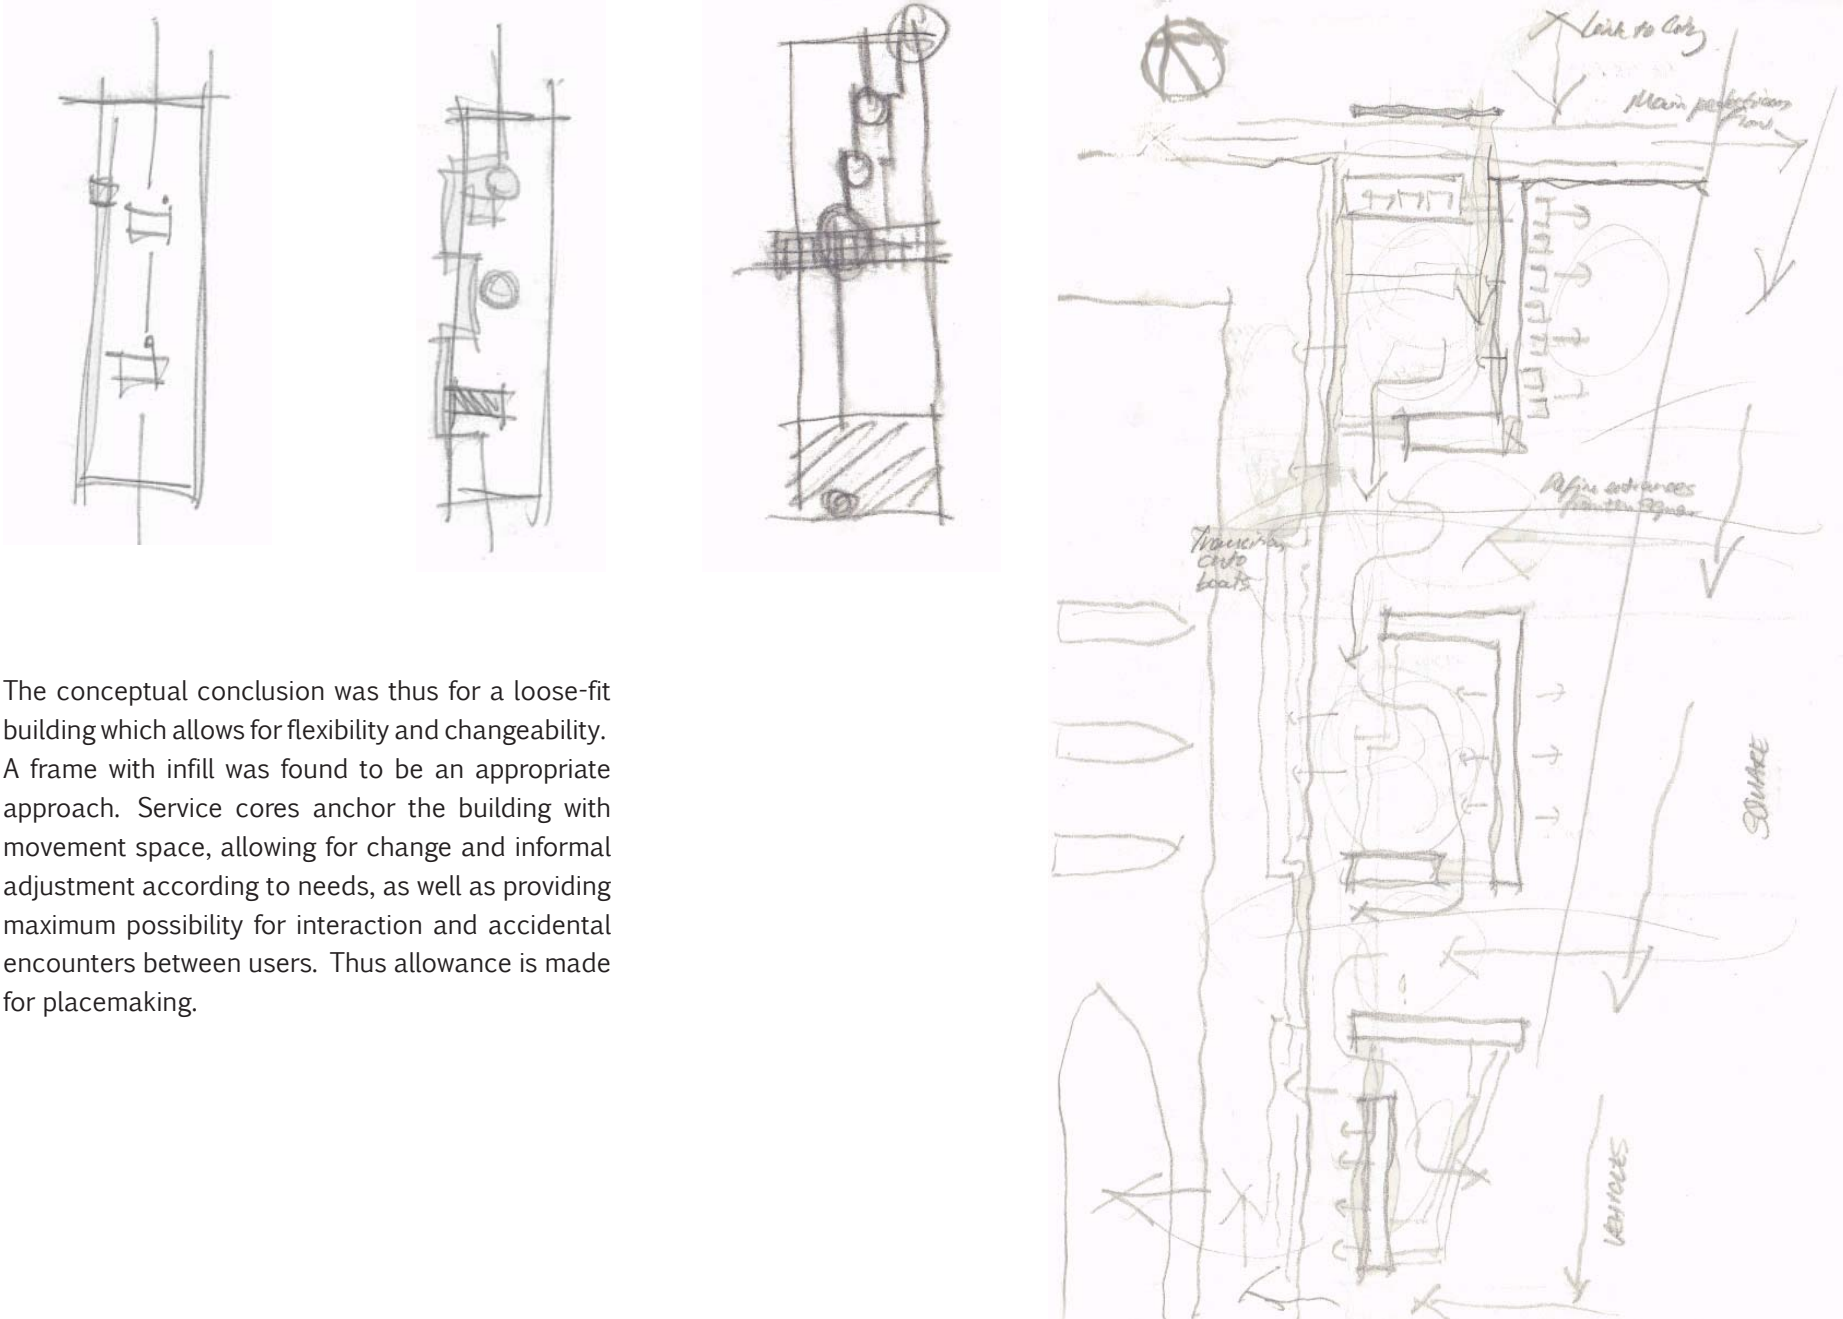 The conceptual conclusion was thus for a loose-fit
building which allows for flexibility and changeability.
A frame with infill was found to be an appropriate
approach. Service cores anchor the building with
movement space, allowing for change and informal
adjustment according to needs, as well as providing
maximum possibility for interaction and accidental
encounters between users. Thus allowance is made
for placemaking.
Link to City
Main pedestrian
flow
Define entrances
from the Square
Transition
onto
boats
SQUARE
VEHICLES